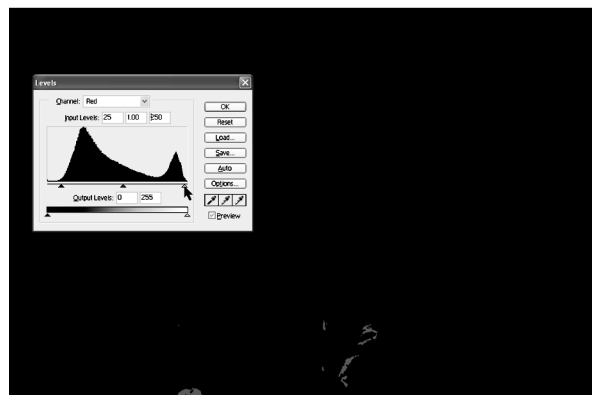 Levels
Channel: Red
Input Levels: 25 1.00 250
Output Levels: 0 255
OK
Reset
Load...
Save...
Auto
Options...
Preview